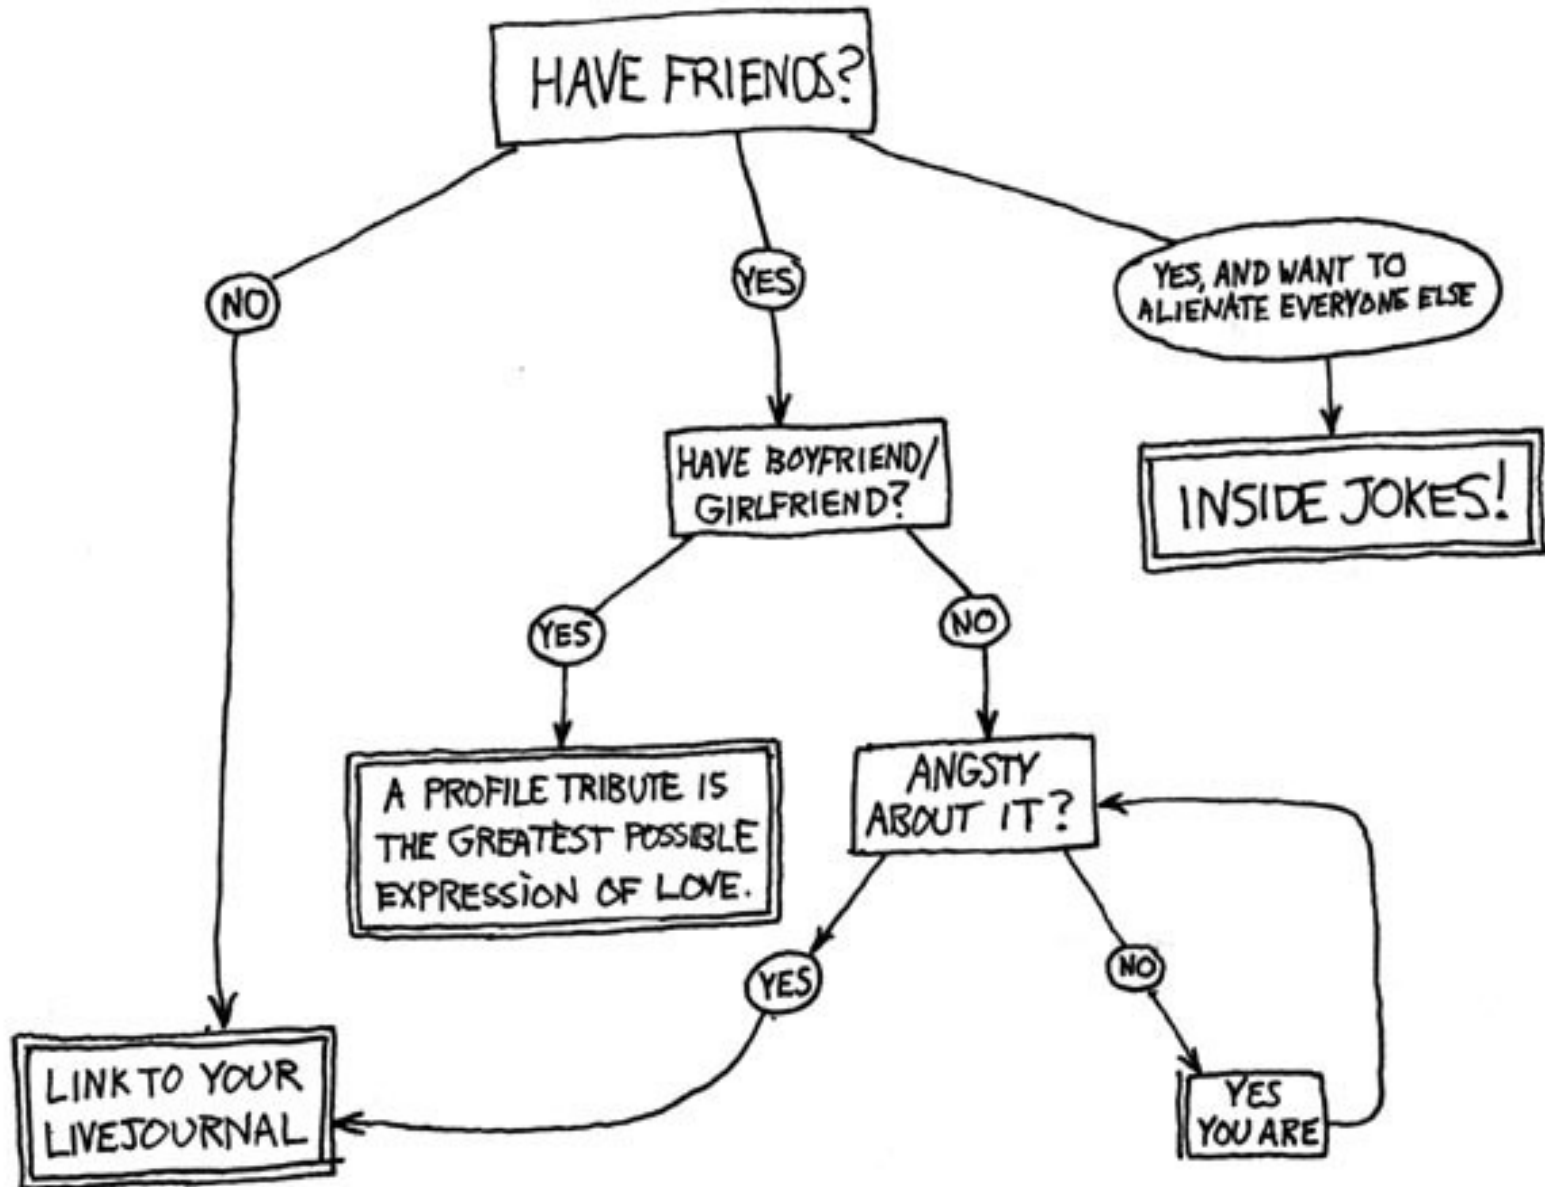 HAVE FRIENDS?
NO
YES
YES, AND WANT TO
ALIENATE EVERYONE ELSE
HAVE BOYFRIEND/
GIRLFRIEND?
INSIDE JOKES!
YES
NO
A PROFILE TRIBUTE IS
THE GREATEST POSSIBLE
EXPRESSION OF LOVE.
ANGSTY
ABOUT IT?
YES
NO
LINK TO YOUR
LIVEJOURNAL
YES
YOU ARE